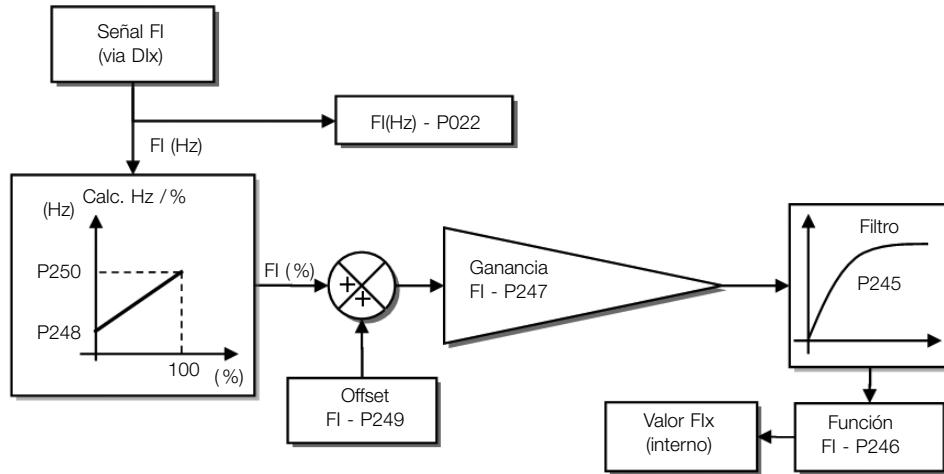 Señal FI
(via DIx)
FI(Hz) - P022
FI (Hz)
Calc. Hz / %
(Hz)
P250
P248
100
(%)
FI (%)
+
+
Offset
FI - P249
Ganancia
FI - P247
Filtro
P245
Función
FI - P246
Valor FIx
(interno)